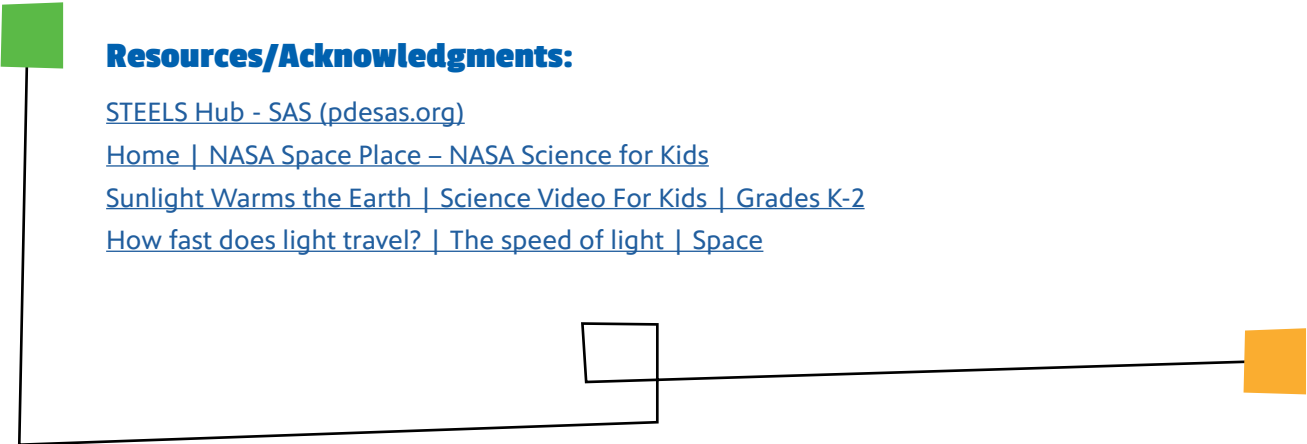 Resources/Acknowledgments:
STEELS Hub - SAS (pdesas.org)
Home | NASA Space Place – NASA Science for Kids
Sunlight Warms the Earth | Science Video For Kids | Grades K-2
How fast does light travel? | The speed of light | Space